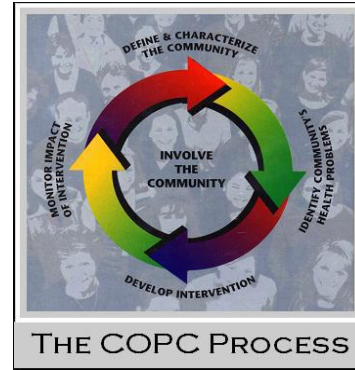 DEFINE & CHARACTERIZE
THE COMMUNITY
IDENTIFY COMMUNITY'S
HEALTH PROBLEMS
DEVELOP INTERVENTION
MONITOR IMPACT
OF INTERVENTION
INVOLVE
THE
COMMUNITY
THE COPC PROCESS